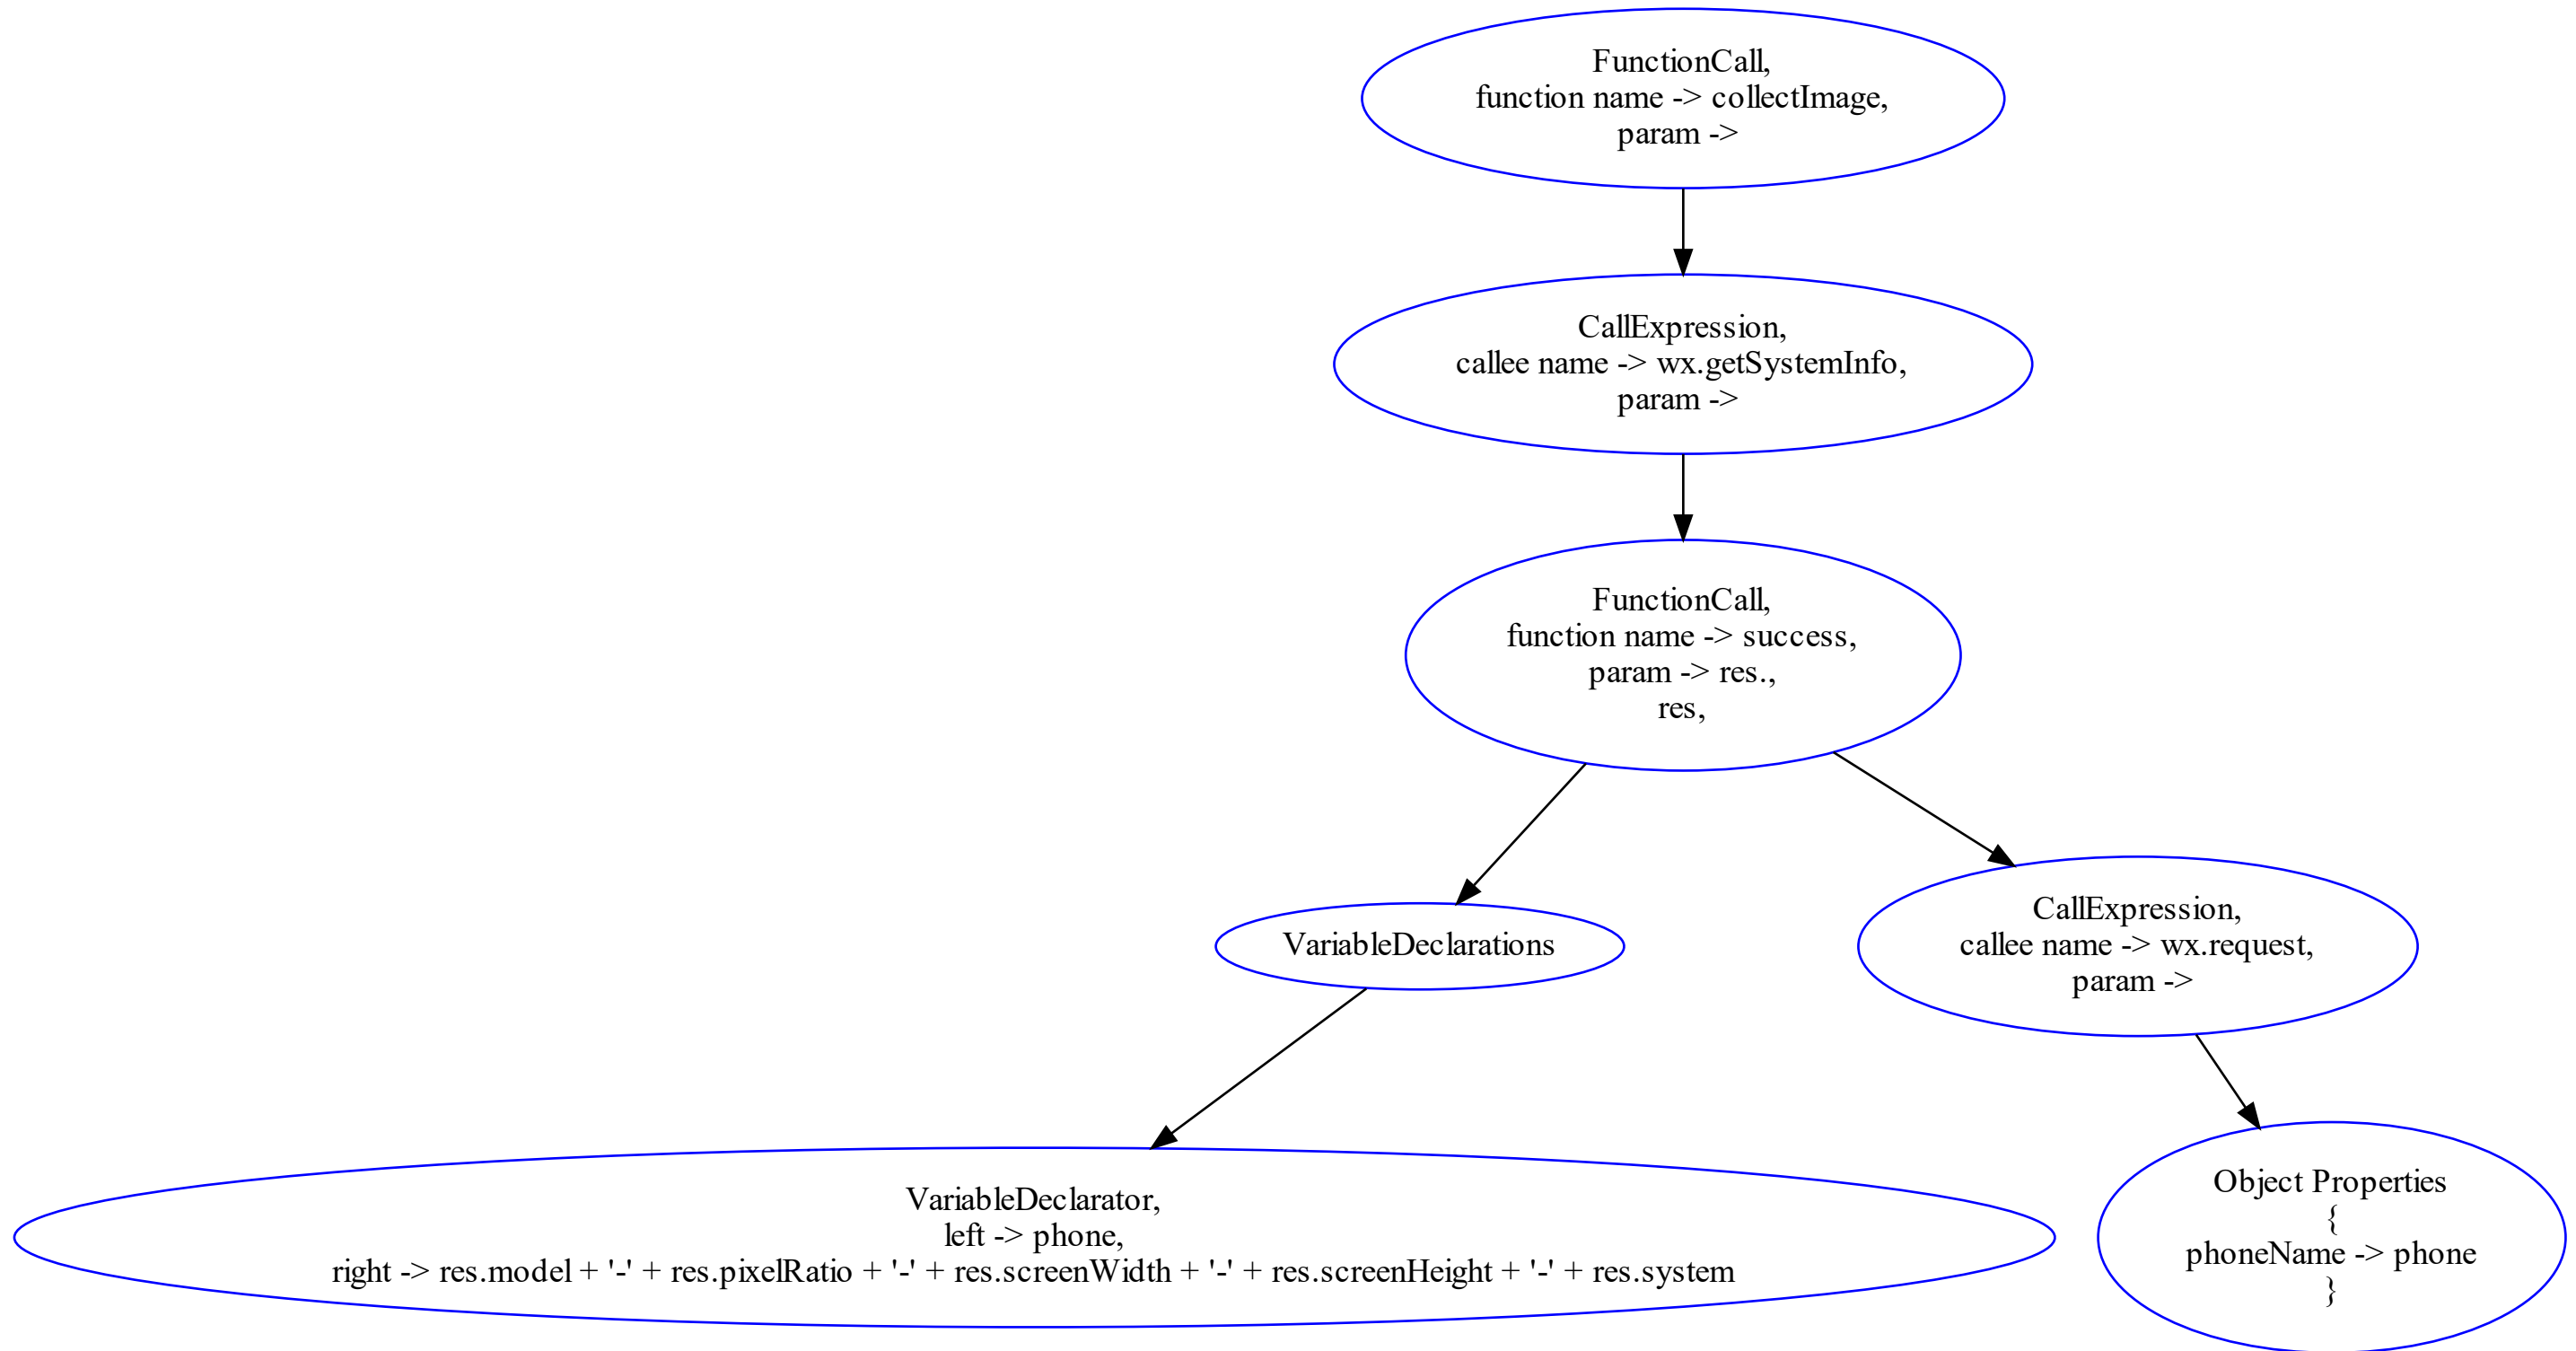 FunctionCall,
function name -> collectImage,
param ->
CallExpression,
callee name -> wx.getSystemInfo,
param ->
FunctionCall,
function name -> success,
param -> res.,
res,
VariableDeclarations
CallExpression,
callee name -> wx.request,
param ->
VariableDeclarator,
left -> phone,
right -> res.model + '-' + res.pixelRatio + '-' + res.screenWidth + '-' + res.screenHeight + '-' + res.system
Object Properties
{
phoneName -> phone
}